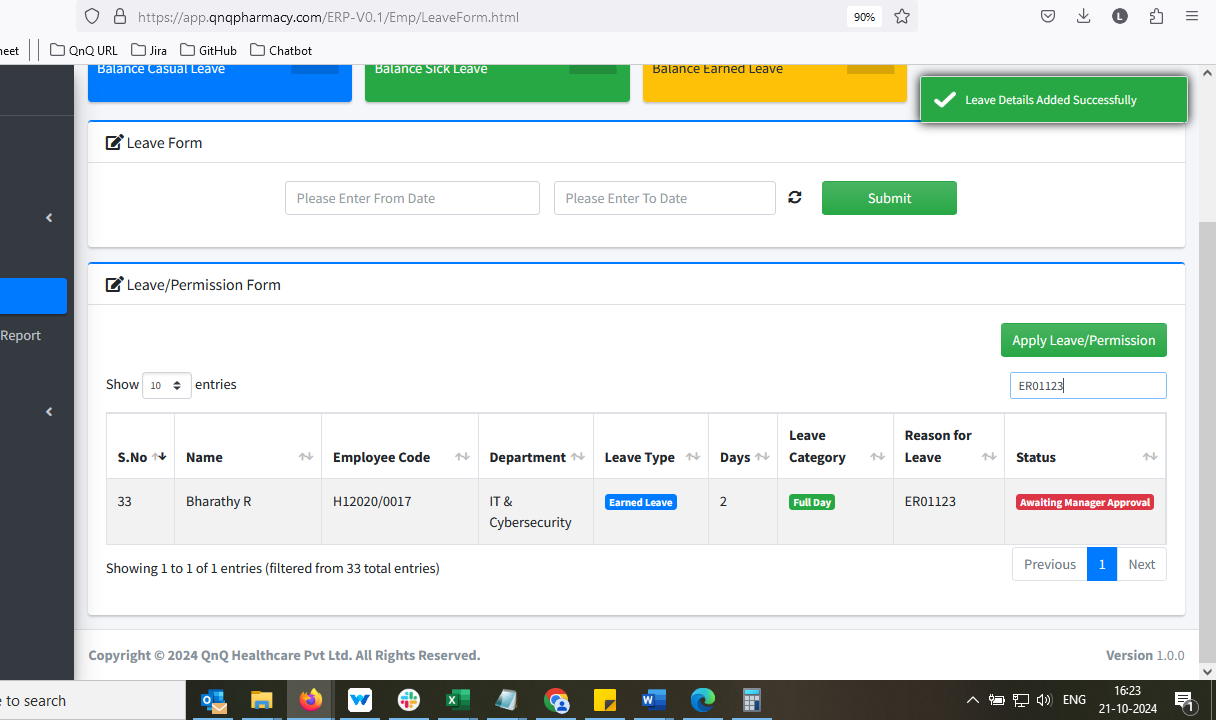 https://app.qnqpharmacy.com/ERP-V0.1/Emp/LeaveForm.html
90%
L
neet
QnQ URL
Jira
GitHub
Chatbot
Balance Casual Leave
Balance Sick Leave
Balance Earned Leave
Leave Details Added Successfully
Leave Form
Please Enter From Date
Please Enter To Date
Submit
Leave/Permission Form
Report
Apply Leave/Permission
Show 10 entries
ER01123
S.No Name Employee Code Department Leave Type Days Leave Category Reason for Leave Status
33 Bharathy R H12020/0017 IT & Cybersecurity Earned Leave 2 Full Day ER01123 Awaiting Manager Approval
Showing 1 to 1 of 1 entries (filtered from 33 total entries)
Previous 1 Next
Copyright © 2024 QnQ Healthcare Pvt Ltd. All Rights Reserved.
Version 1.0.0
e to search
ENG
16:23
21-10-2024
1